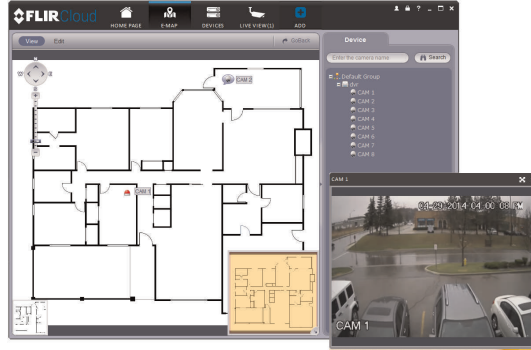 FLIR Cloud
HOME PAGE
E-MAP
DEVICES
LIVE VIEW(1)
ADD
View
Edit
GoBack
Device
Enter the camera name
Search
Default Group
dvr
CAM 1
CAM 2
CAM 3
CAM 4
CAM 5
CAM 6
CAM 7
CAM 8
CAM 2
CAM 1
CAM 1
04-29-2014 04:00:08 PM
CAM 1